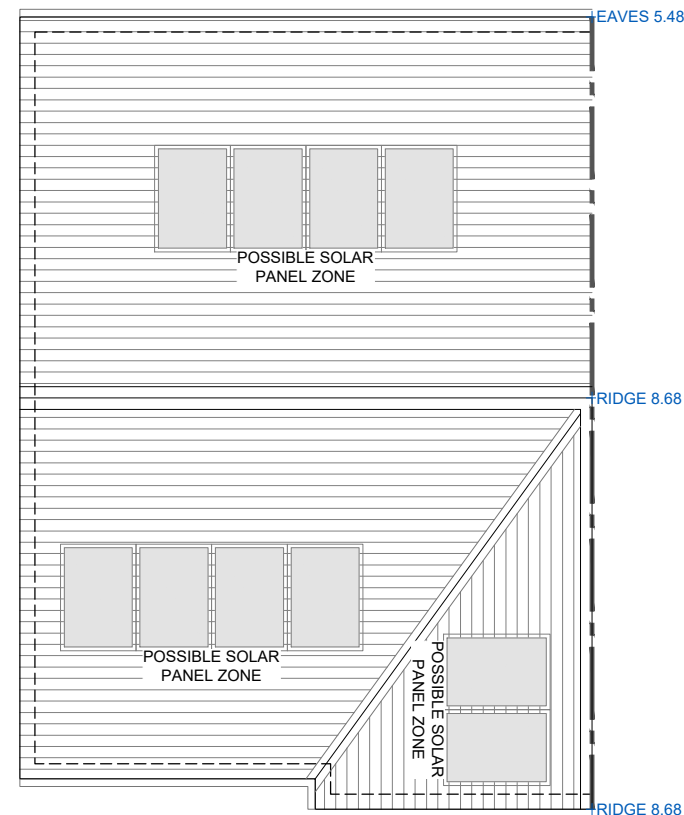 EAVES 5.48
POSSIBLE SOLAR
PANEL ZONE
RIDGE 8.68
POSSIBLE SOLAR
PANEL ZONE
POSSIBLE SOLAR
PANEL ZONE
RIDGE 8.68